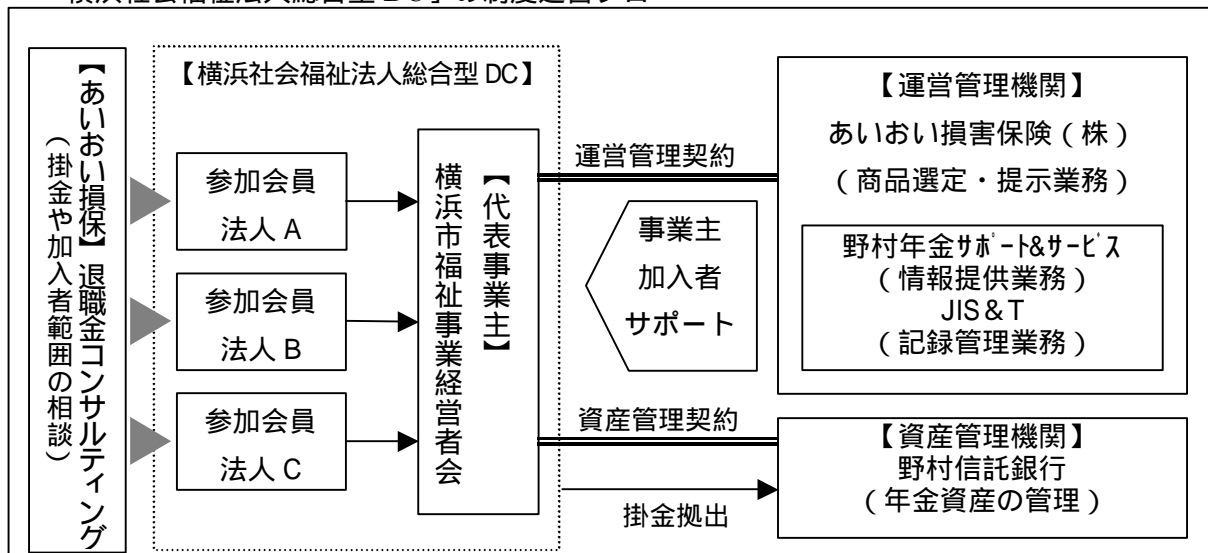 横浜社会福祉法人総合型DC」の制度運営フロー
【あいおい損保】退職金コンサルティング
(掛金や加入者範囲の相談)
【横浜社会福祉法人総合型 DC】
参加会員
法人 A
参加会員
法人 B
参加会員
法人 C
【代表事業主】
横浜市福祉事業経営者会
運営管理契約
事業主
加入者
サポート
資産管理契約
掛金拠出
【運営管理機関】
あいおい損害保険(株)
(商品選定・提示業務)
野村年金ｻﾎﾟｰﾄ&ｻｰﾋﾞｽ
(情報提供業務)
JIS&T
(記録管理業務)
【資産管理機関】
野村信託銀行
(年金資産の管理)